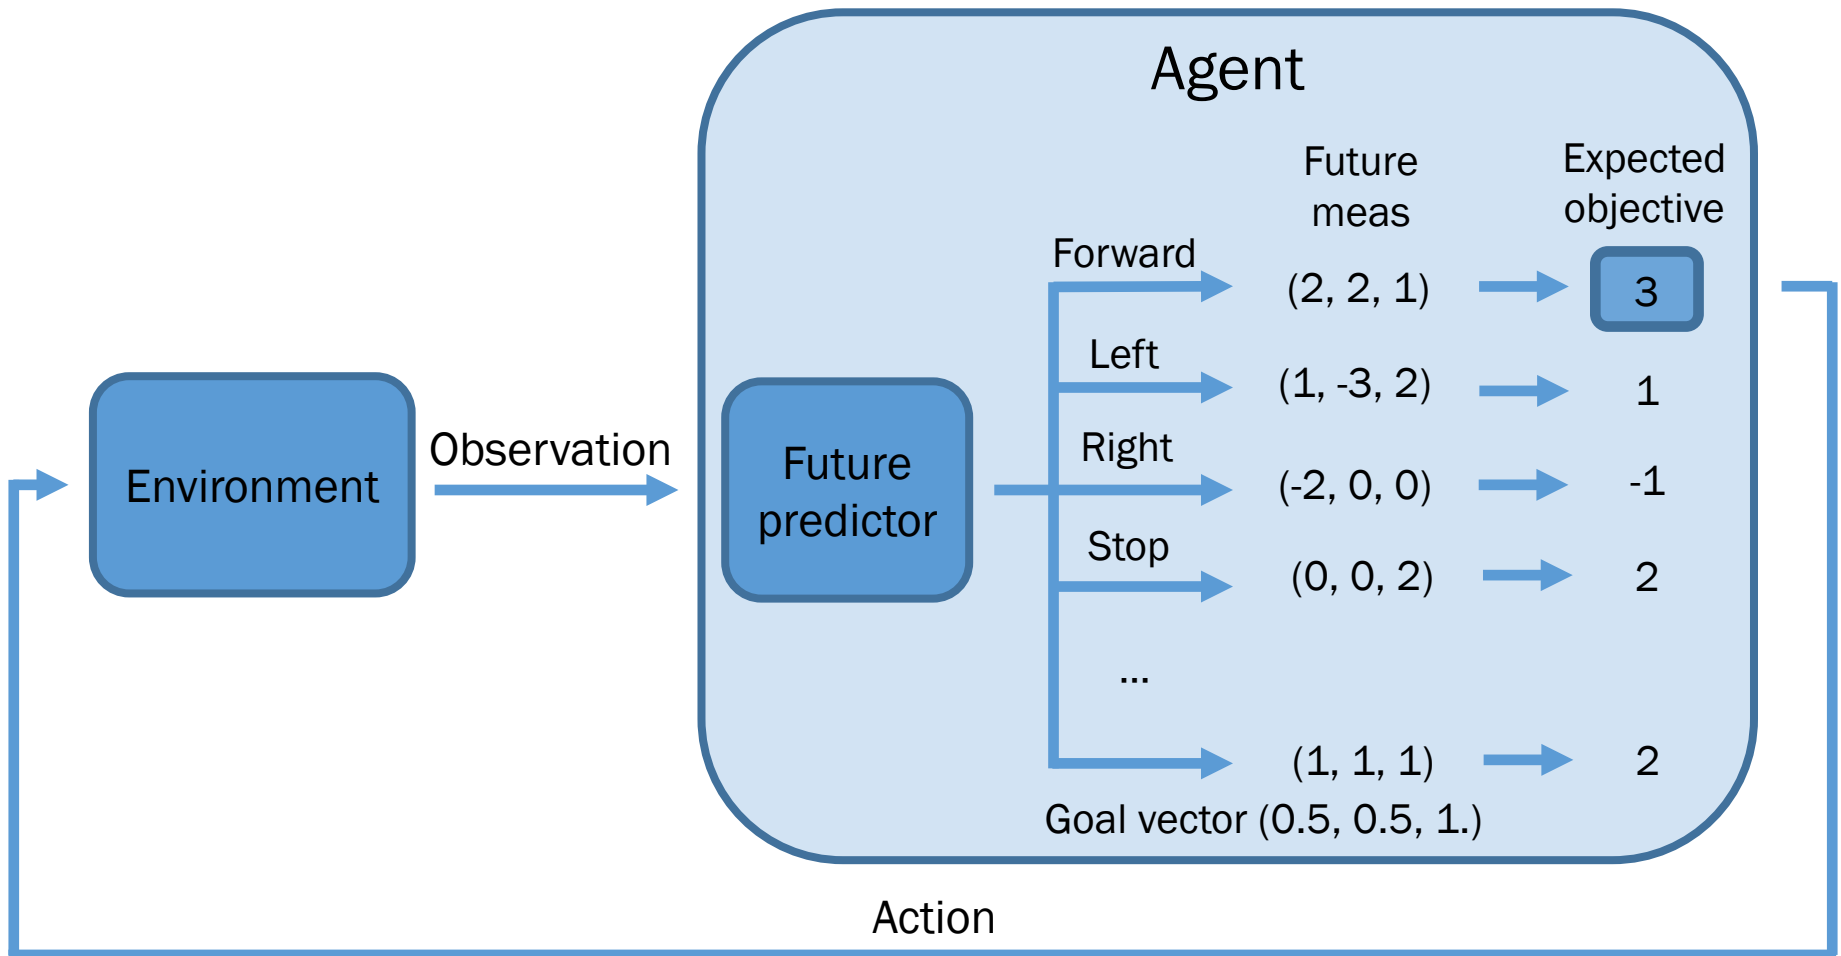 Agent
Future
meas
Expected
objective
Forward
(2, 2, 1)
3
Left
(1, -3, 2)
1
Right
(-2, 0, 0)
-1
Stop
(0, 0, 2)
2
...
(1, 1, 1)
2
Goal vector (0.5, 0.5, 1.)
Environment
Observation
Future
predictor
Action